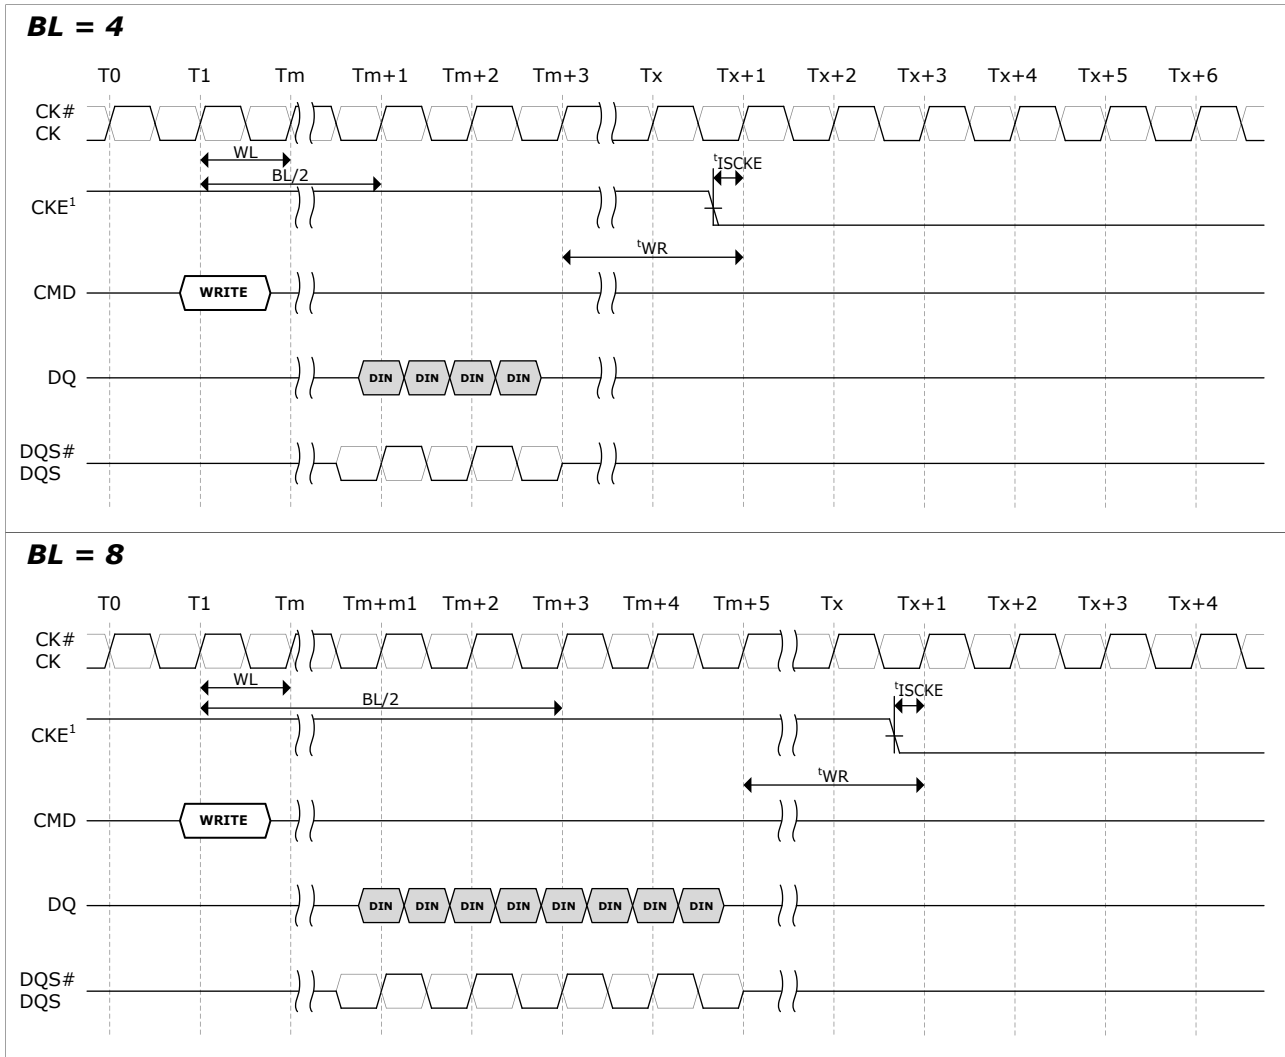 BL = 4
T0 T1 Tm Tm+1 Tm+2 Tm+3 Tx Tx+1 Tx+2 Tx+3 Tx+4 Tx+5 Tx+6
CK#
CK
WL
tISCKE
BL/2
CKE1
tWR
CMD WRITE
DQ DIN DIN DIN DIN
DQS#
DQS
BL = 8
T0 T1 Tm Tm+m1 Tm+2 Tm+3 Tm+4 Tm+5 Tx Tx+1 Tx+2 Tx+3 Tx+4
CK#
CK
WL
tISCKE
BL/2
CKE1
tWR
CMD WRITE
DQ DIN DIN DIN DIN DIN DIN DIN DIN
DQS#
DQS